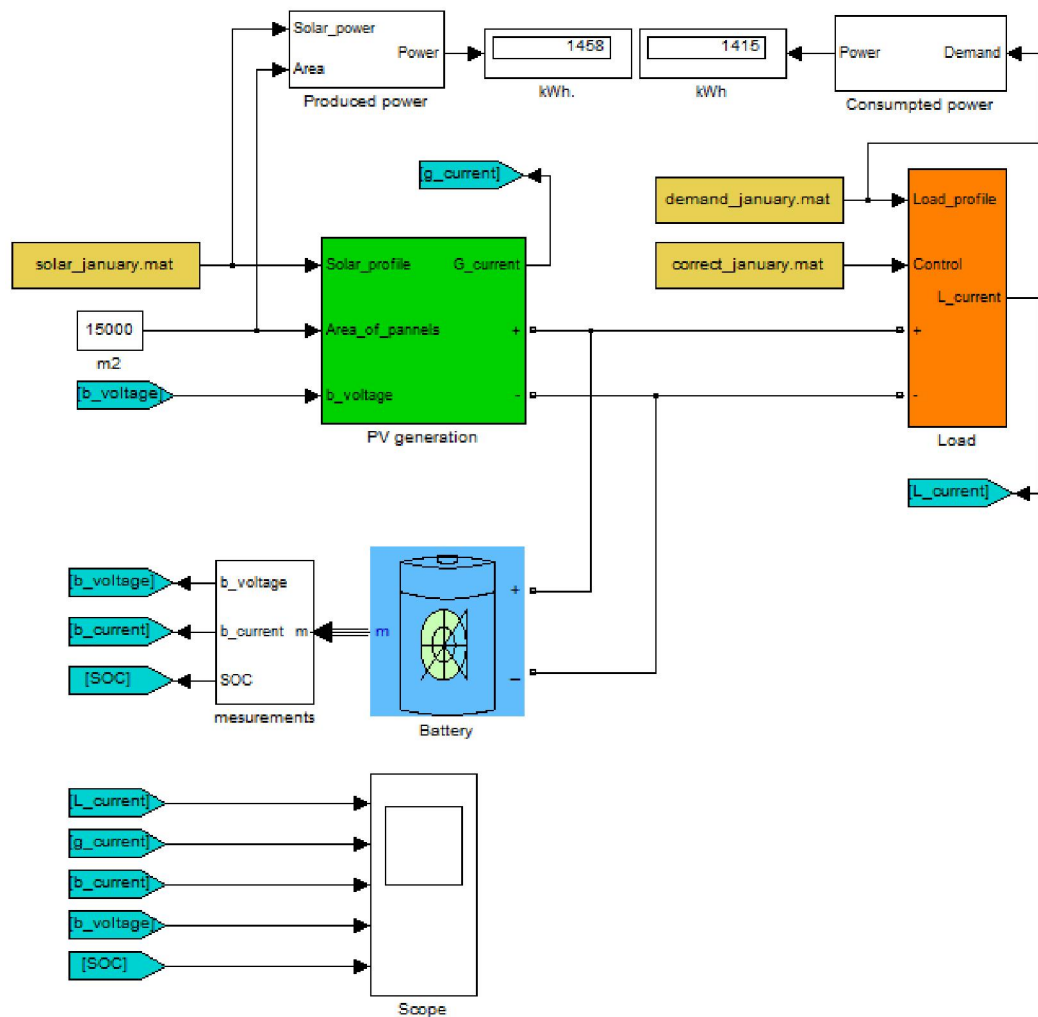 Solar_power
Power
Area
Produced power
1458
kWh.
1415
kWh
Power
Demand
Consumpted power
[g_current]
demand_january.mat
Load_profile
solar_january.mat
Solar_profile
G_current
correct_january.mat
Control
L_current
15000
m2
Area_of_pannels
+
+
[b_voltage]
b_voltage
-
-
PV generation
Load
[L_current]
[b_voltage]
b_voltage
+
[b_current]
b_current
m
m
[SOC]
SOC
_
mesurements
Battery
[L_current]
[g_current]
[b_current]
[b_voltage]
[SOC]
Scope